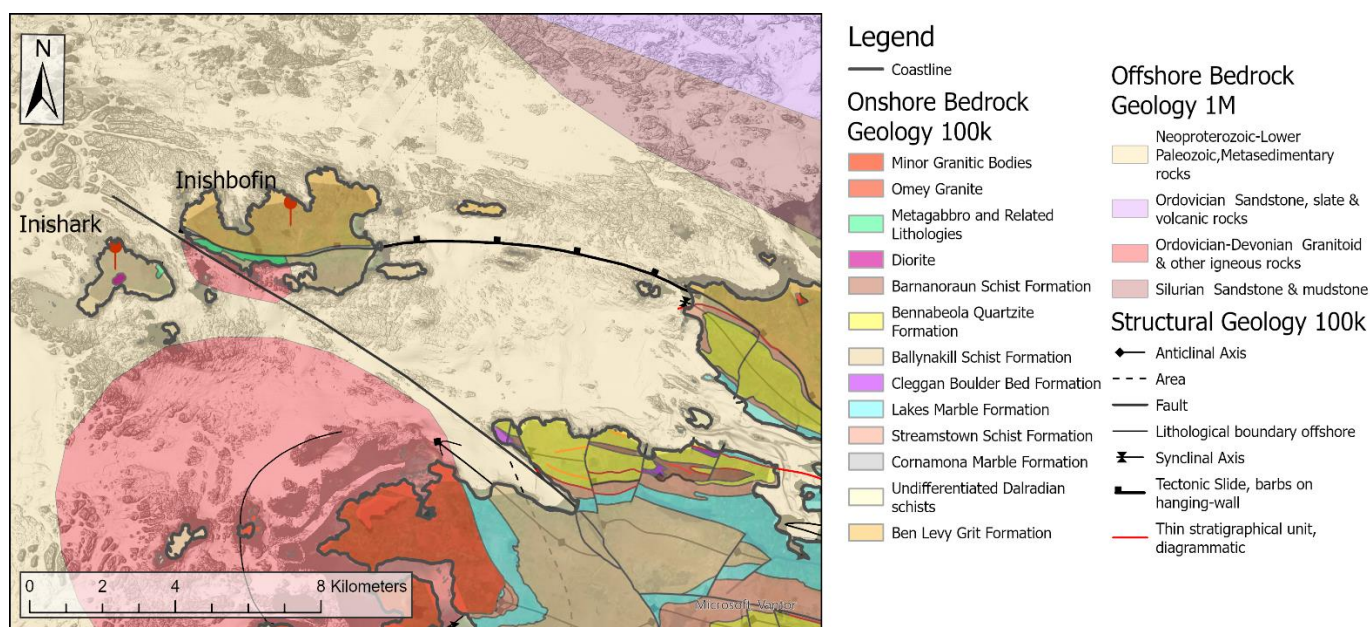 N
Inishbofin
Inishark
0 2 4 8 Kilometers
Microsoft, Vantor
Legend
Coastline
Onshore Bedrock
Geology 100k
Minor Granitic Bodies
Omey Granite
Metagabbro and Related
Lithologies
Diorite
Barnanoraun Schist Formation
Bennabeola Quartzite
Formation
Ballynakill Schist Formation
Cleggan Boulder Bed Formation
Lakes Marble Formation
Streamstown Schist Formation
Cornamona Marble Formation
Undifferentiated Dalradian
schists
Ben Levy Grit Formation
Offshore Bedrock
Geology 1M
Neoproterozoic-Lower
Paleozoic,Metasedimentary
rocks
Ordovician Sandstone, slate &
volcanic rocks
Ordovician-Devonian Granitoid
& other igneous rocks
Silurian Sandstone & mudstone
Structural Geology 100k
Anticlinal Axis
Area
Fault
Lithological boundary offshore
Synclinal Axis
Tectonic Slide, barbs on
hanging-wall
Thin stratigraphical unit,
diagrammatic